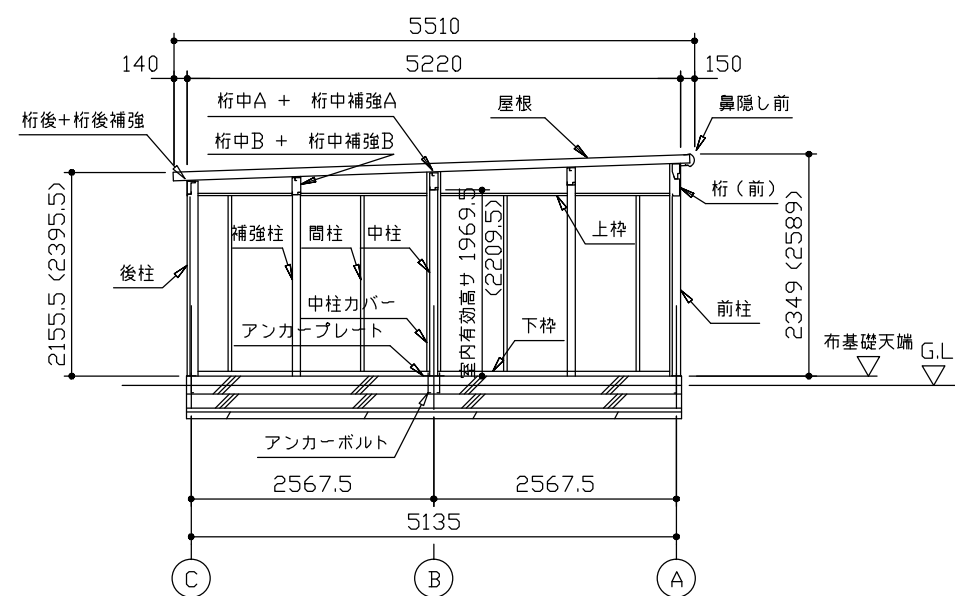 5510
140
5220
150
桁中A + 桁中補強A
屋根
鼻隠し前
桁後+桁後補強
桁中B + 桁中補強B
桁(前)
2155.5 (2395.5)
室内有効高サ 1969.5
(2209.5)
2349 (2589)
補強柱
間柱
中柱
上枠
後柱
中柱カバー
前柱
アンカープレート
下枠
布基礎天端
G.L
アンカーボルト
2567.5
2567.5
5135
C
B
A